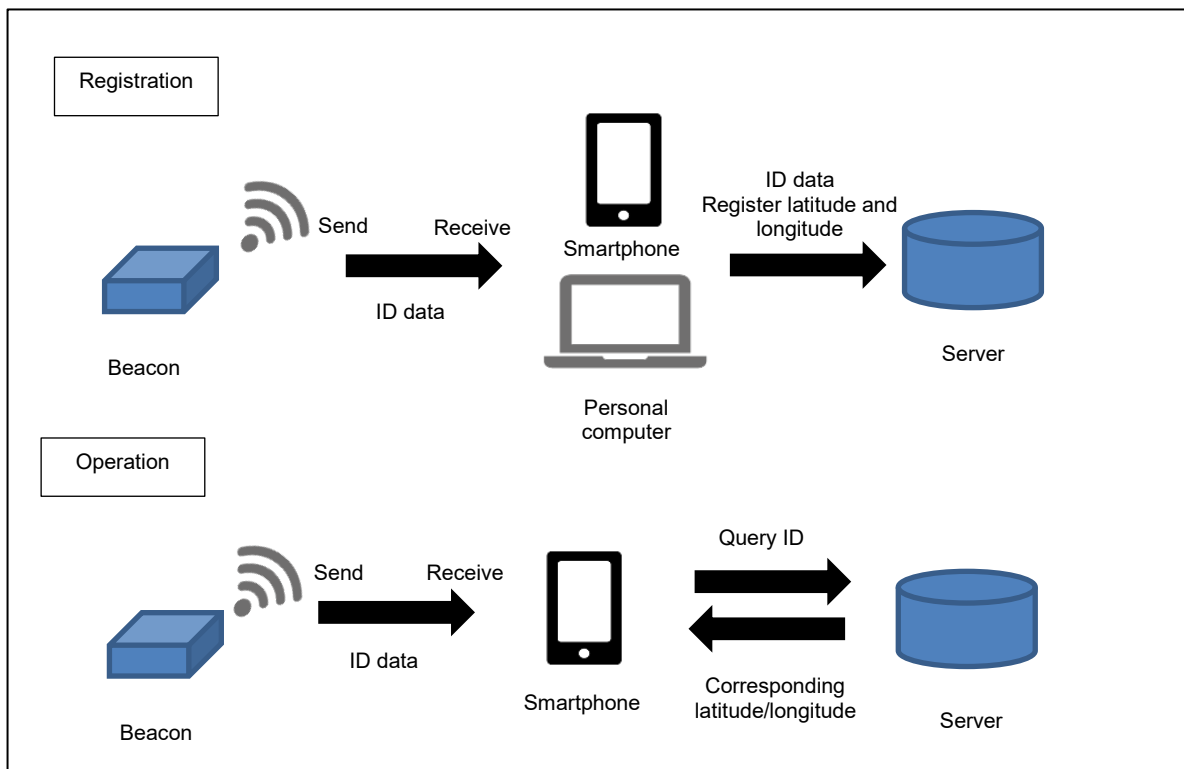 Registration
Send
Receive
ID data
Beacon
Smartphone
Personal
computer
ID data
Register latitude and
longitude
Server
Operation
Send
Receive
ID data
Beacon
Smartphone
Query ID
Corresponding
latitude/longitude
Server